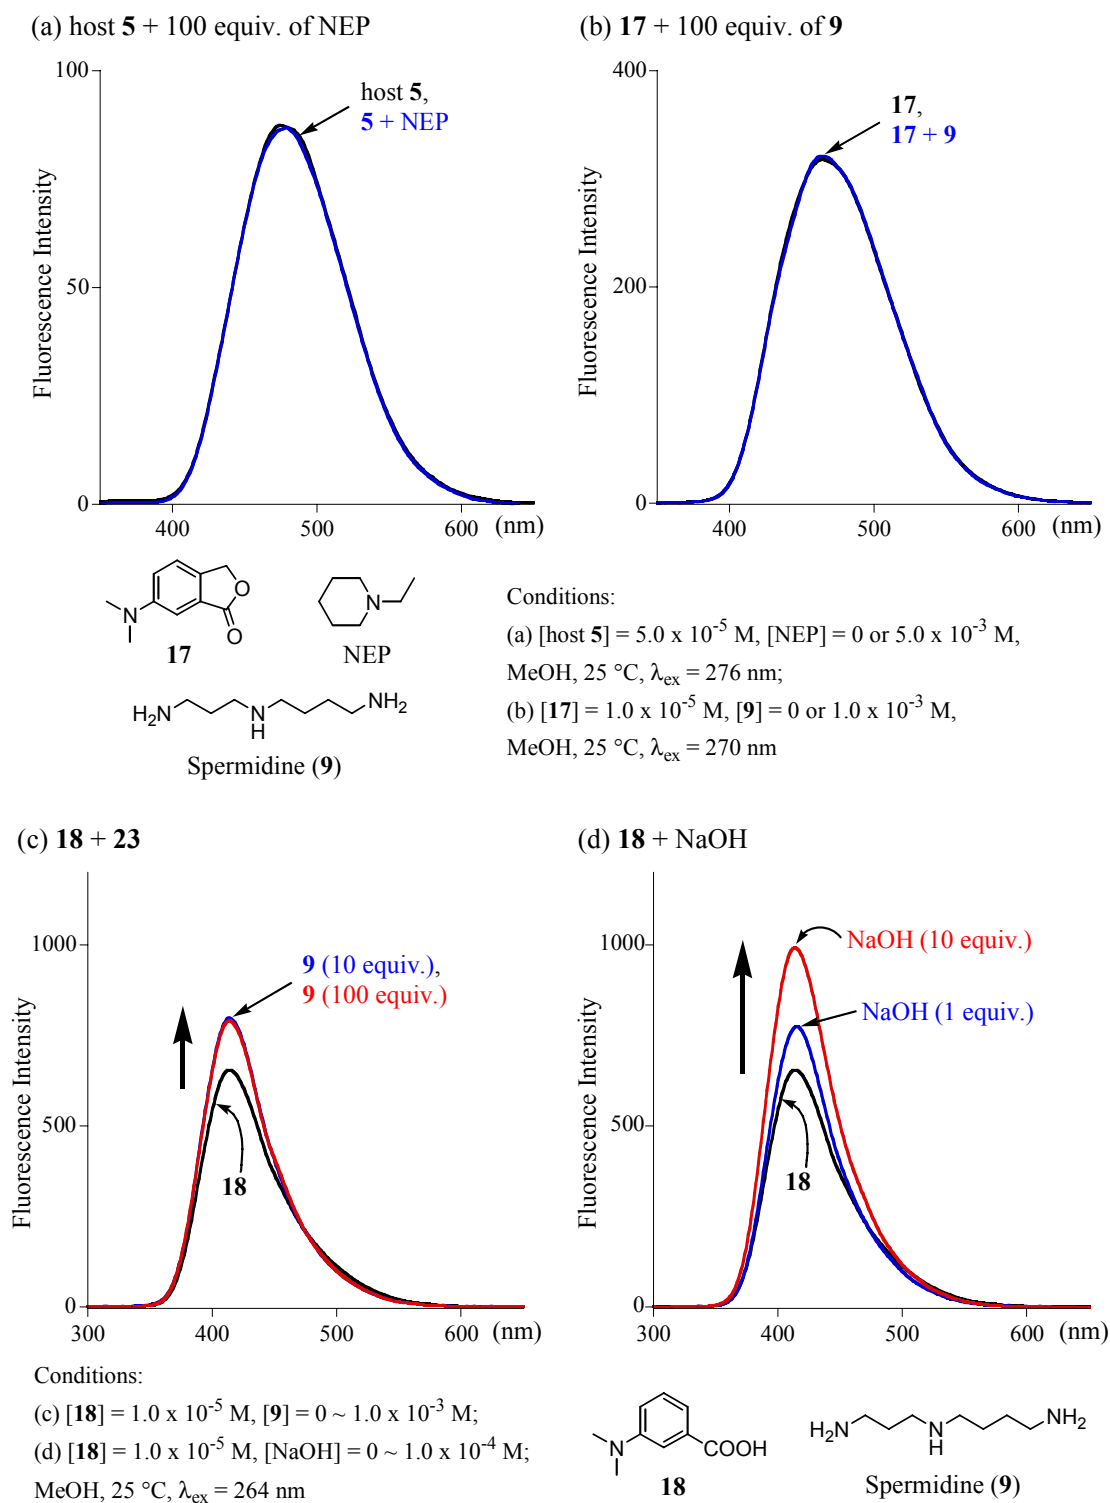 (a) host 5 + 100 equiv. of NEP
100
50
0
400
500
600
(nm)
Fluorescence Intensity
host 5,
5 + NEP
(b) 17 + 100 equiv. of 9
400
200
0
400
500
600
(nm)
Fluorescence Intensity
17,
17 + 9
N
O
O
17
N
NEP
H2N
N
H
NH2
Spermidine (9)
Conditions:
(a) [host 5] = 5.0 x 10^-5 M, [NEP] = 0 or 5.0 x 10^-3 M,
MeOH, 25 °C, λex = 276 nm;
(b) [17] = 1.0 x 10^-5 M, [9] = 0 or 1.0 x 10^-3 M,
MeOH, 25 °C, λex = 270 nm
(c) 18 + 23
1000
500
0
300
400
500
600
(nm)
Fluorescence Intensity
9 (10 equiv.),
9 (100 equiv.)
18
(d) 18 + NaOH
1000
500
0
300
400
500
600
(nm)
Fluorescence Intensity
NaOH (10 equiv.)
NaOH (1 equiv.)
18
Conditions:
(c) [18] = 1.0 x 10^-5 M, [9] = 0 ~ 1.0 x 10^-3 M;
(d) [18] = 1.0 x 10^-5 M, [NaOH] = 0 ~ 1.0 x 10^-4 M;
MeOH, 25 °C, λex = 264 nm
N
COOH
18
H2N
N
H
NH2
Spermidine (9)